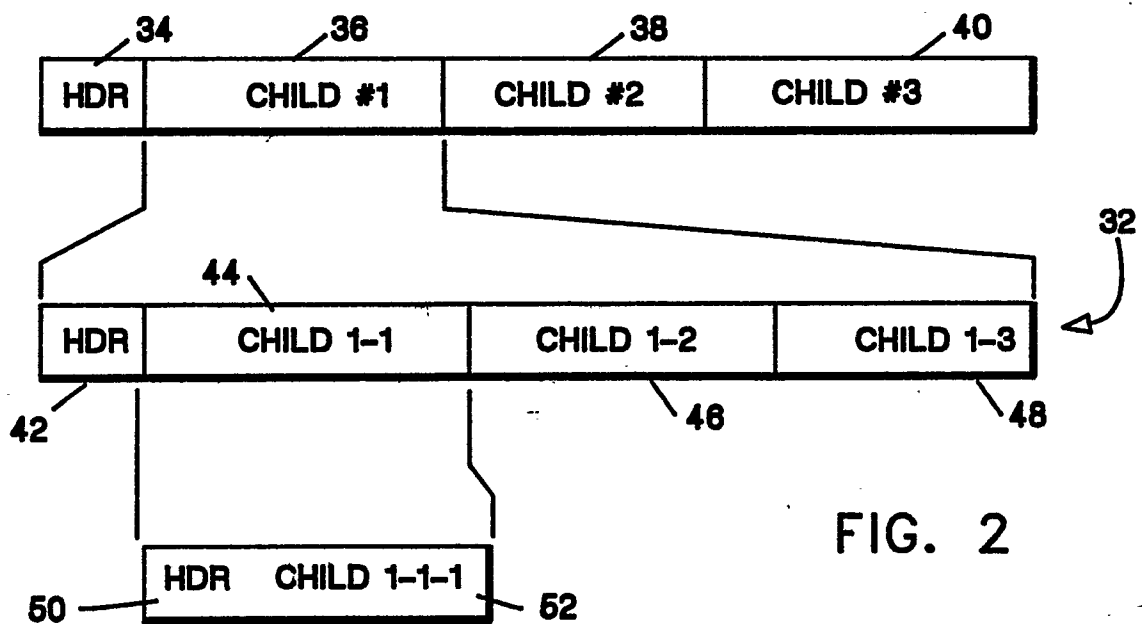 34 36 38 40
HDR CHILD #1 CHILD #2 CHILD #3
32
44
HDR CHILD 1-1 CHILD 1-2 CHILD 1-3
42 46 48
FIG. 2
HDR CHILD 1-1-1
50 52